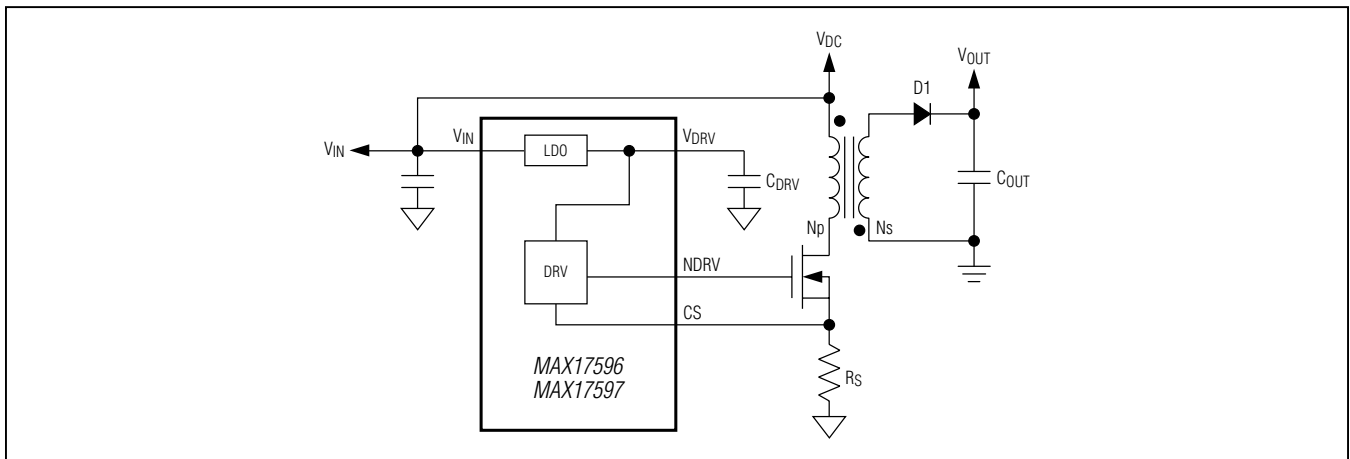 VDC
VOUT
D1
VIN
VIN
LDO
VDRV
CDRV
COUT
Np
Ns
DRV
NDRV
CS
MAX17596
MAX17597
RS